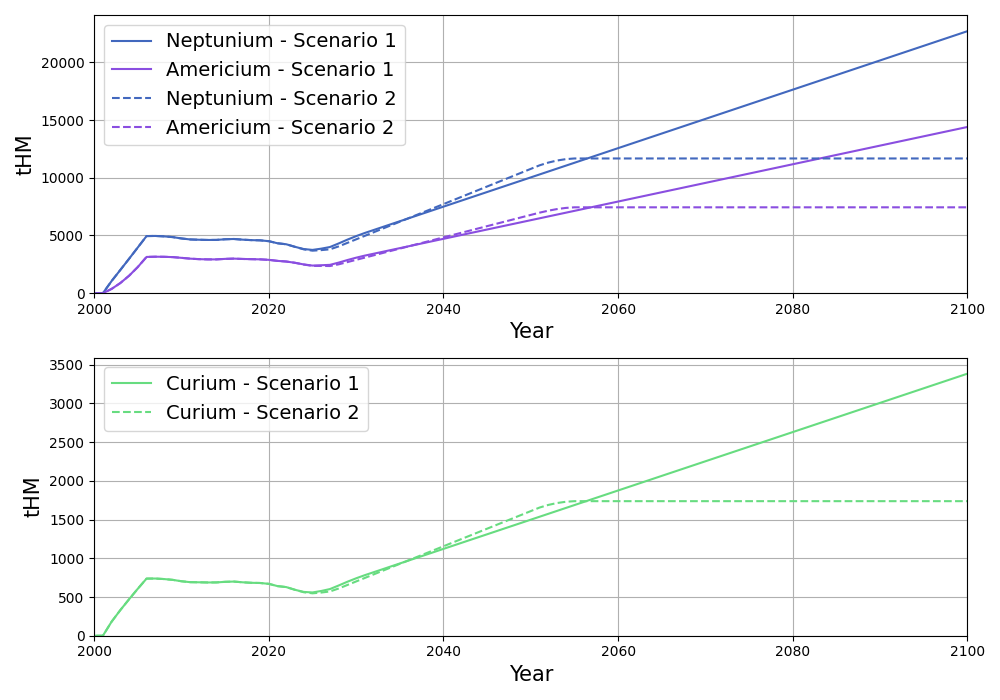 Neptunium - Scenario 1
Americium - Scenario 1
Neptunium - Scenario 2
Americium - Scenario 2
tHM
20000
15000
10000
5000
0
2000 2020 2040 2060 2080 2100
Year
Curium - Scenario 1
Curium - Scenario 2
tHM
3500
3000
2500
2000
1500
1000
500
0
2000 2020 2040 2060 2080 2100
Year